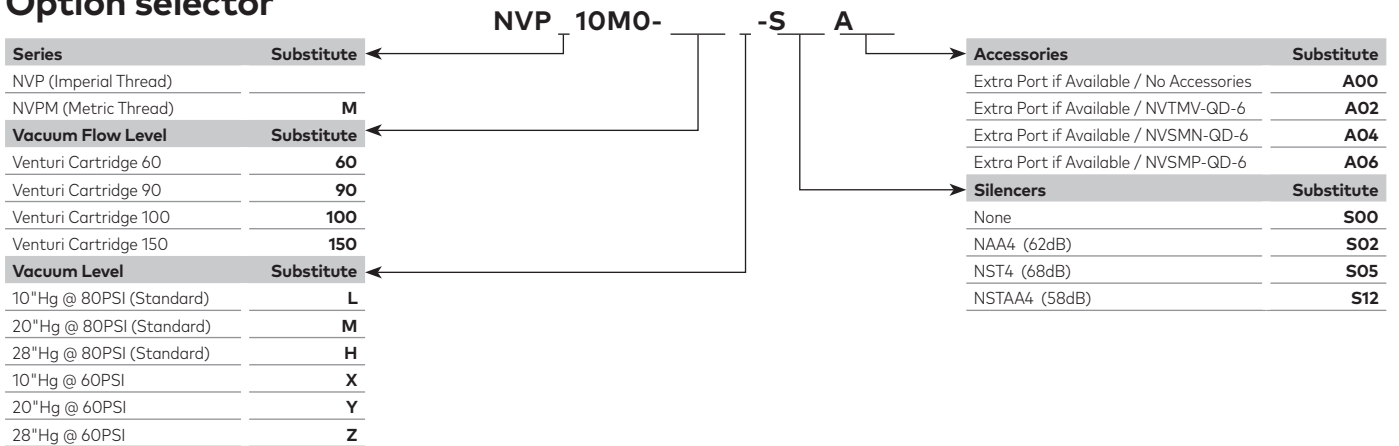 Option selector
NVP_10M0-____ _-S__ A__
Series Substitute
NVP (Imperial Thread)
NVPM (Metric Thread) M
Vacuum Flow Level Substitute
Venturi Cartridge 60 60
Venturi Cartridge 90 90
Venturi Cartridge 100 100
Venturi Cartridge 150 150
Vacuum Level Substitute
10"Hg @ 80PSI (Standard) L
20"Hg @ 80PSI (Standard) M
28"Hg @ 80PSI (Standard) H
10"Hg @ 60PSI X
20"Hg @ 60PSI Y
28"Hg @ 60PSI Z
Accessories Substitute
Extra Port if Available / No Accessories A00
Extra Port if Available / NVTMV-QD-6 A02
Extra Port if Available / NVSMN-QD-6 A04
Extra Port if Available / NVSMP-QD-6 A06
Silencers Substitute
None S00
NAA4 (62dB) S02
NST4 (68dB) S05
NSTAA4 (58dB) S12